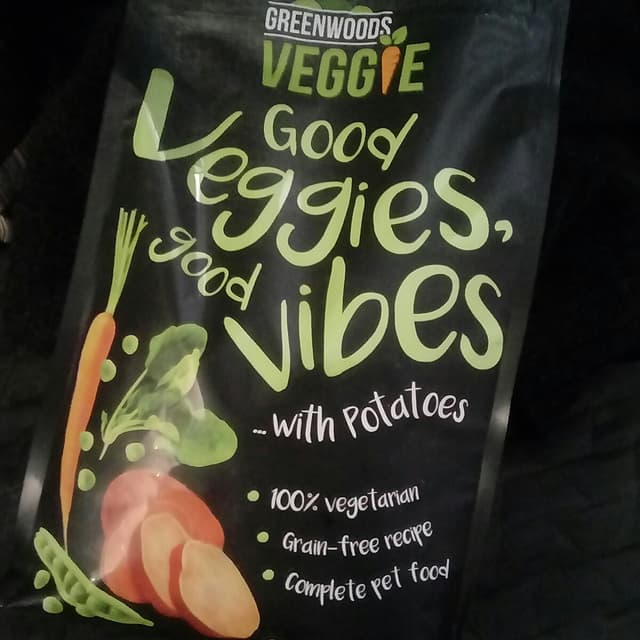 GREENWOODS
VEGGIE
Good
Veggies,
good
vibes
...with Potatoes
100% vegetarian
Grain-free recipe
Complete pet food